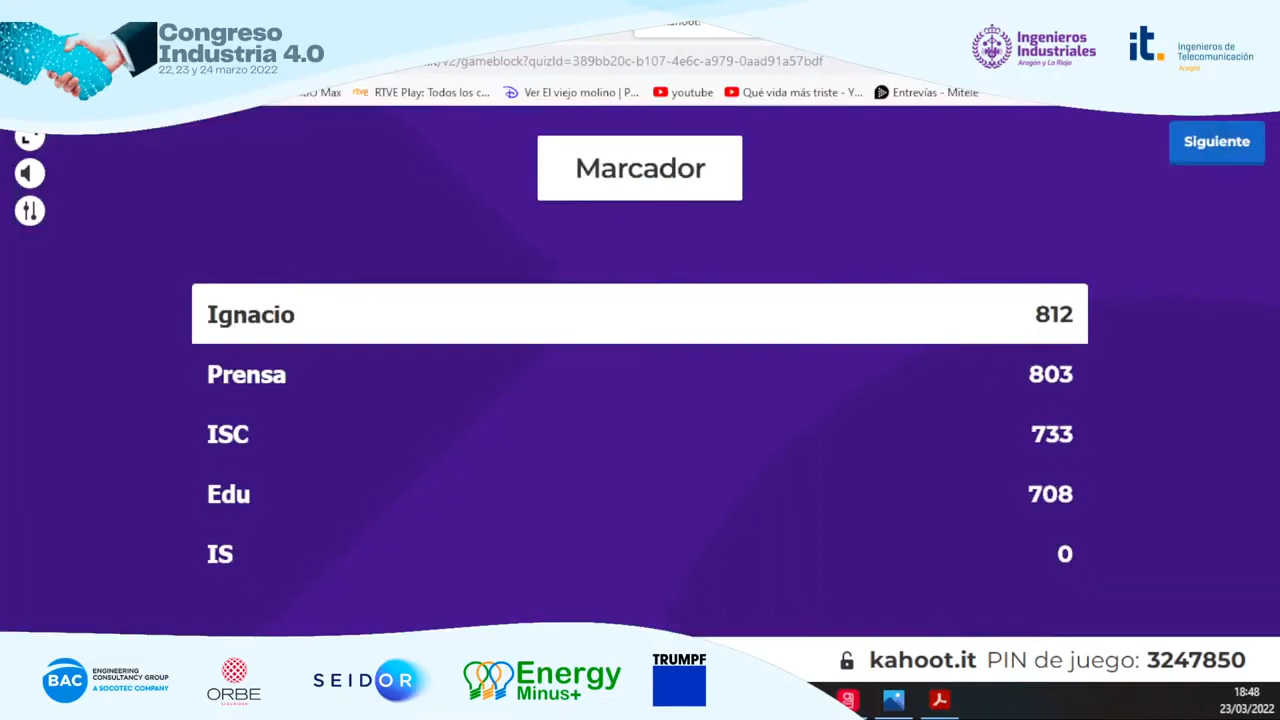 Congreso
Industria 4.0
22, 23 y 24 marzo 2022
Ingenieros
Industriales
Aragón y La Rioja
it.
Ingenieros de
Telecomunicación
Aragón
/v2/gameblock?quizId=389bb20c-b107-4e6c-a979-0aad91a57bdf
Max
rtve
RTVE Play: Todos los c...
Ver El viejo molino | P...
youtube
Qué vida más triste - Y...
Entrevías - Mitele
Siguiente
Marcador
Ignacio 812
Prensa 803
ISC 733
Edu 708
IS 0
kahoot.it PIN de juego: 3247850
BAC
ENGINEERING
CONSULTANCY GROUP
A SOCOTEC COMPANY
ORBE
SEGURIDAD
SEIDOR
Energy
Minus+
TRUMPF
18:48
23/03/2022